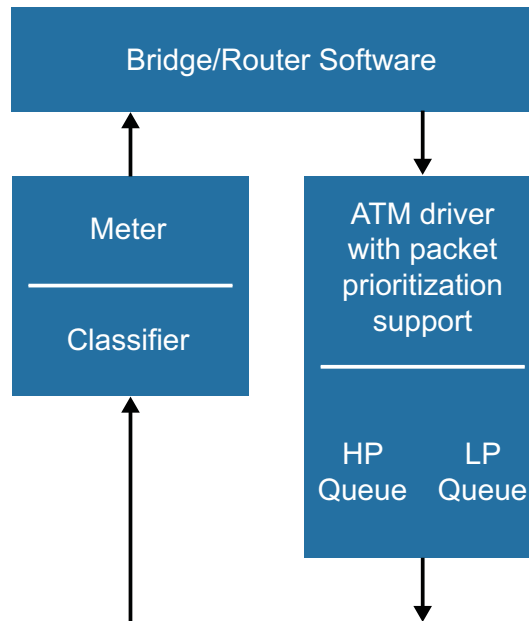 Bridge/Router Software
Meter
Classifier
ATM driver
with packet
prioritization
support
HP
Queue
LP
Queue